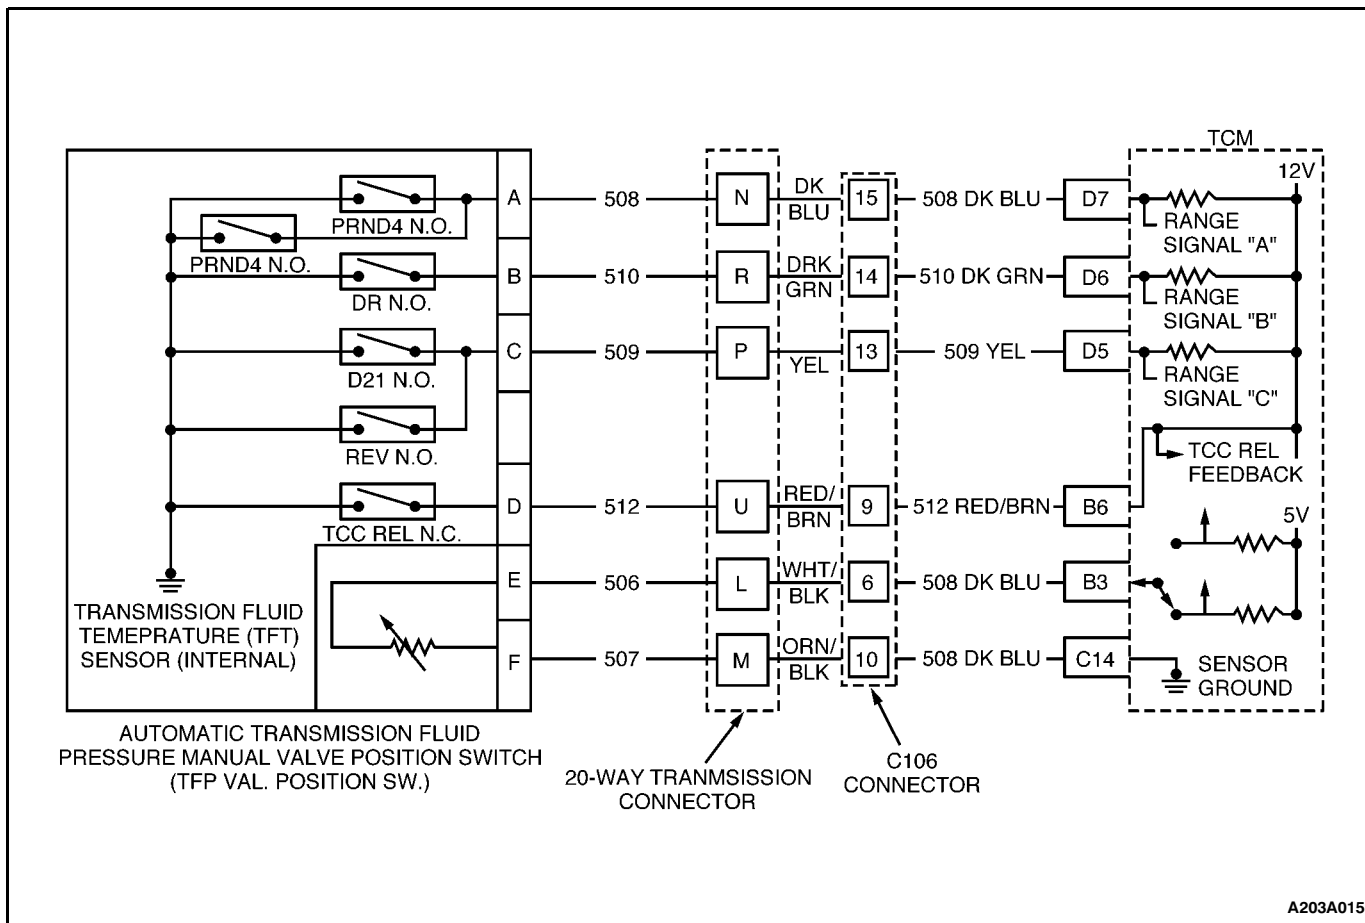 TCM
12V
A
508
N
DK
BLU
15
508 DK BLU
D7
RANGE
SIGNAL "A"
PRND4 N.O.
PRND4 N.O.
B
510
R
DRK
GRN
14
510 DK GRN
D6
RANGE
SIGNAL "B"
DR N.O.
C
509
P
YEL
13
509 YEL
D5
RANGE
SIGNAL "C"
D21 N.O.
REV N.O.
TCC REL
FEEDBACK
D
512
U
RED/
BRN
9
512 RED/BRN
B6
5V
TCC REL N.C.
E
506
L
WHT/
BLK
6
508 DK BLU
B3
TRANSMISSION FLUID
TEMEPRATURE (TFT)
SENSOR (INTERNAL)
F
507
M
ORN/
BLK
10
508 DK BLU
C14
SENSOR
GROUND
AUTOMATIC TRANSMISSION FLUID
PRESSURE MANUAL VALVE POSITION SWITCH
(TFP VAL. POSITION SW.)
20-WAY TRANMSISSION
CONNECTOR
C106
CONNECTOR
A203A015